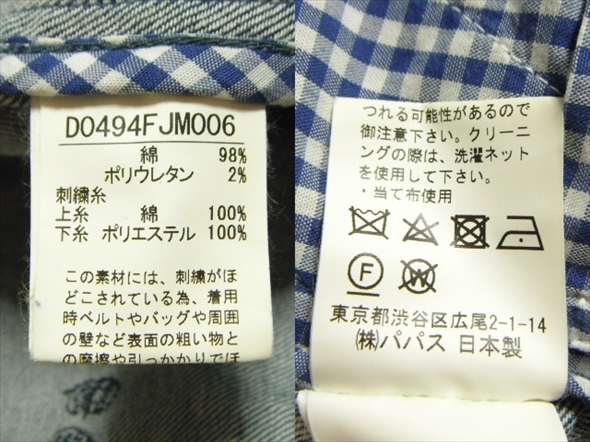 D0494FJM006
綿 98%
ポリウレタン 2%
刺繍糸
上糸 綿 100%
下糸 ポリエステル 100%
この素材には、刺繍がほ
どこされている為、着用
時ベルトやバッグや周囲
の壁など表面の粗い物と
の摩擦や引っかかりでほ
つれる可能性があるので
御注意下さい。クリーニ
ングの際は、洗濯ネット
を使用して下さい。
・当て布使用
F W
東京都渋谷区広尾2-1-14
㈱パパス 日本製